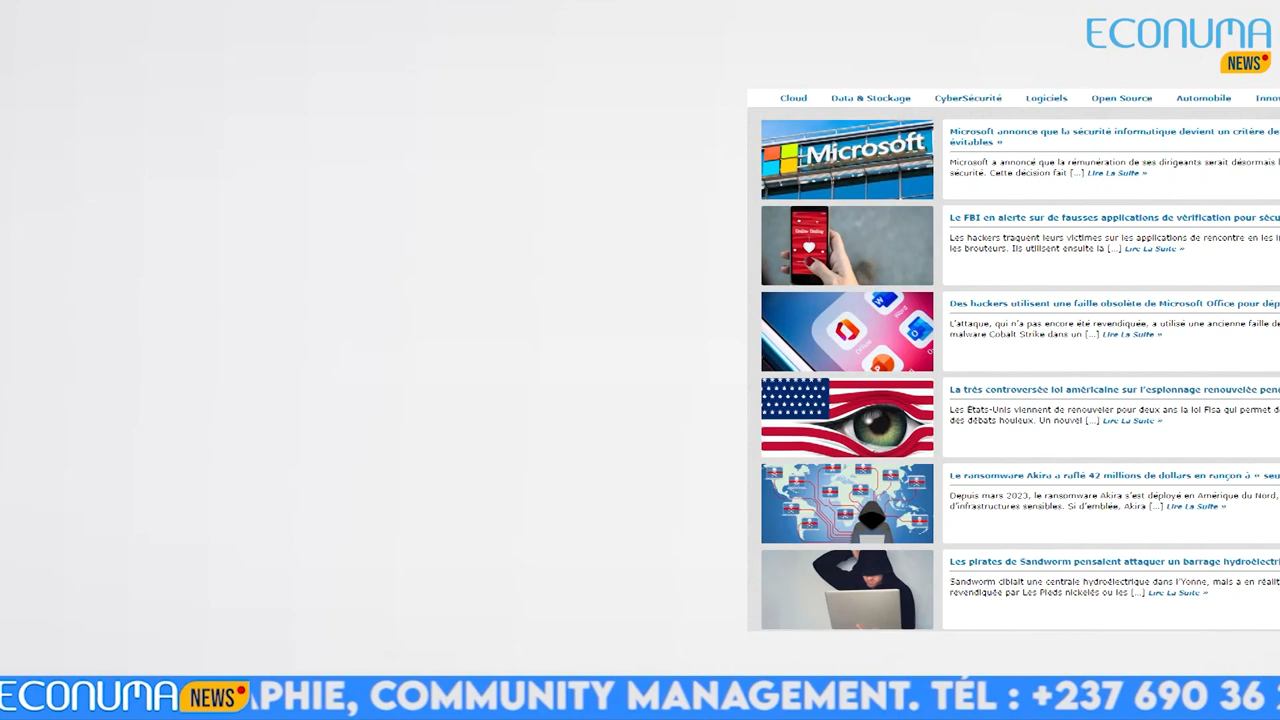 ECONUMA
NEWS
Cloud Data & Stockage CyberSécurité Logiciels Open Source Automobile
Microsoft
Microsoft annonce que la sécurité informatique devient un critère de
évitables »
Microsoft a annoncé que la rémunération de ses dirigeants serait désormais
sécurité. Cette décision fait [...] Lire La Suite »
Online Dating
Le FBI en alerte sur de fausses applications de vérification pour
Les hackers traquent leurs victimes sur les applications de rencontre en les
les brouteurs. Ils utilisent ensuite la [...] Lire La Suite »
Word
Office
Des hackers utilisent une faille obsolète de Microsoft Office pour
L'attaque, qui n'a pas encore été revendiquée, a utilisé une ancienne faille
malware Cobalt Strike dans un [...] Lire La Suite »
La très controversée loi américaine sur l'espionnage renouvelée
Les États-Unis viennent de renouveler pour deux ans la loi Fisa qui permet
des débats houleux. Un nouvel [...] Lire La Suite »
Le ransomware Akira a raflé 42 millions de dollars en rançon à «
Depuis mars 2023, le ransomware Akira s'est déployé en Amérique du Nord,
d'infrastructures sensibles. Si d'emblée, Akira [...] Lire La Suite »
Les pirates de Sandworm pensaient attaquer un barrage
Sandworm ciblait une centrale hydroélectrique dans l'Yonne, mais a en
revendiquée par Les Pieds nickelés ou les [...] Lire La Suite »
ECONUMA NEWS APHIE, COMMUNITY MANAGEMENT. TÉL : +237 690 36